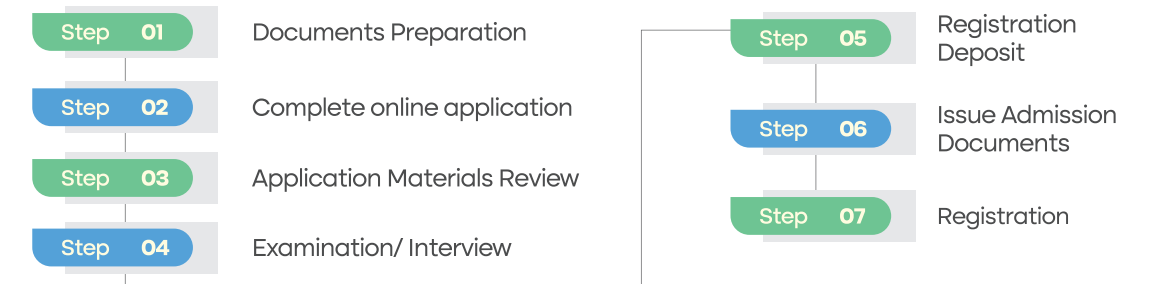 Step 01 Documents Preparation
Step 02 Complete online application
Step 03 Application Materials Review
Step 04 Examination/ Interview
Step 05 Registration
Deposit
Step 06 Issue Admission
Documents
Step 07 Registration